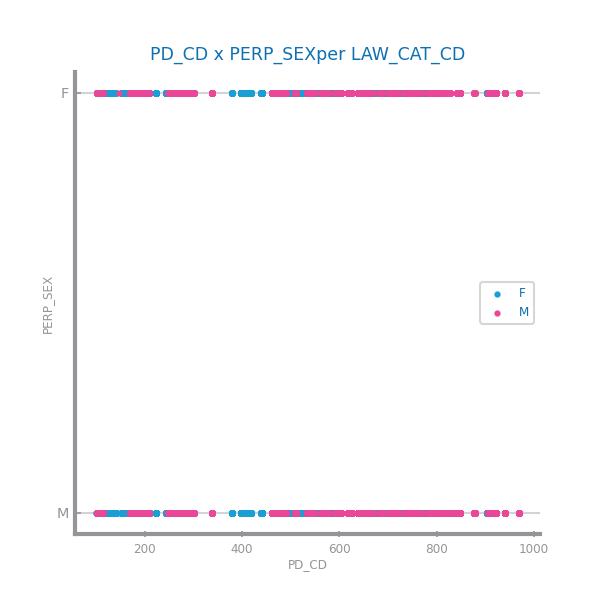 PD_CD x PERP_SEXper LAW_CAT_CD
F
PERP_SEX
F
M
M
200
400
600
800
1000
PD_CD